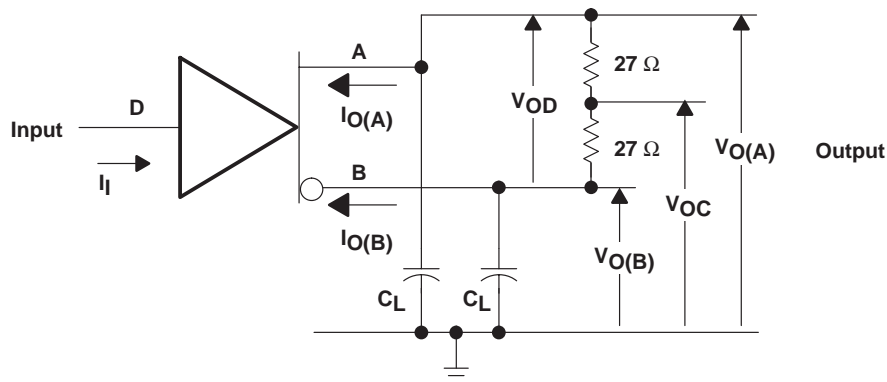 A
27 Ω
D
I_O(A)
V_OD
Input
27 Ω
V_O(A)
Output
I_I
B
V_OC
I_O(B)
V_O(B)
C_L
C_L